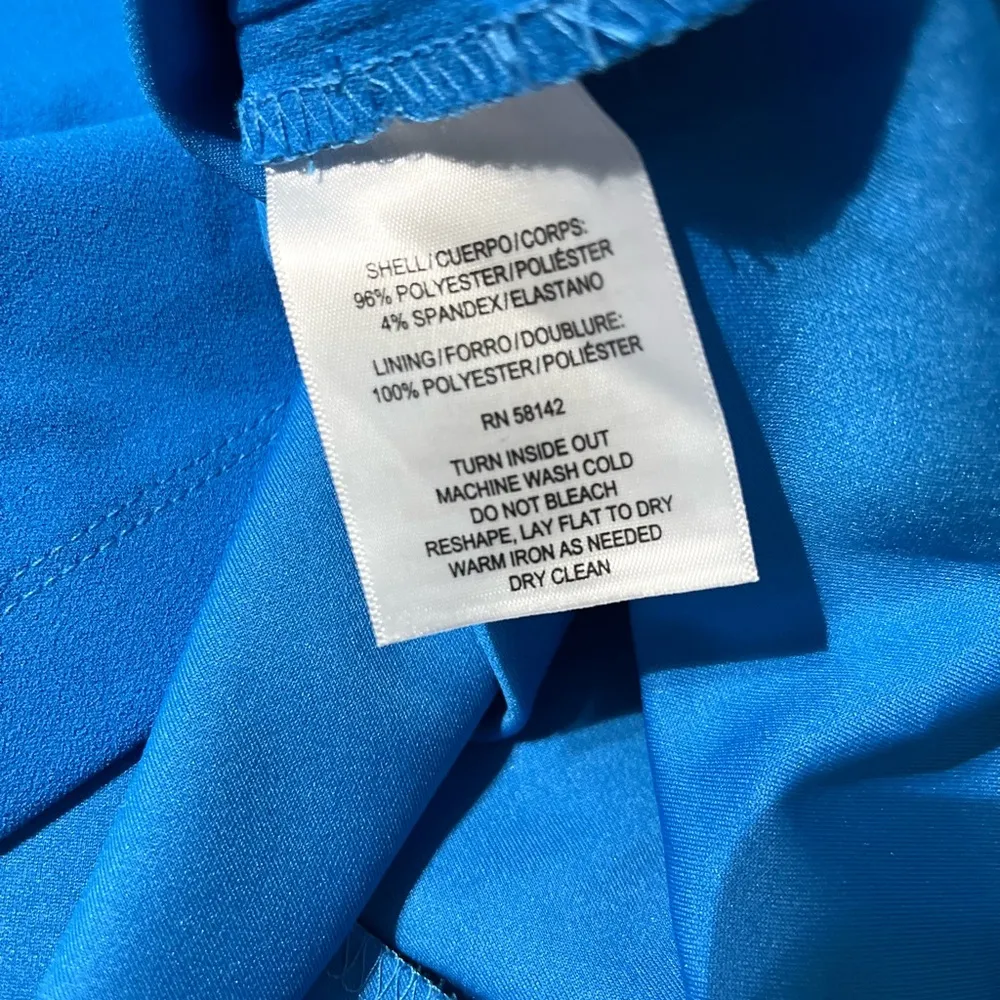 SHELL/CUERPO/CORPS:
96% POLYESTER/POLIÉSTER
4% SPANDEX/ELASTANO
LINING/FORRO/DOUBLURE:
100% POLYESTER/POLIÉSTER
RN 58142
TURN INSIDE OUT
MACHINE WASH COLD
DO NOT BLEACH
RESHAPE, LAY FLAT TO DRY
WARM IRON AS NEEDED
DRY CLEAN